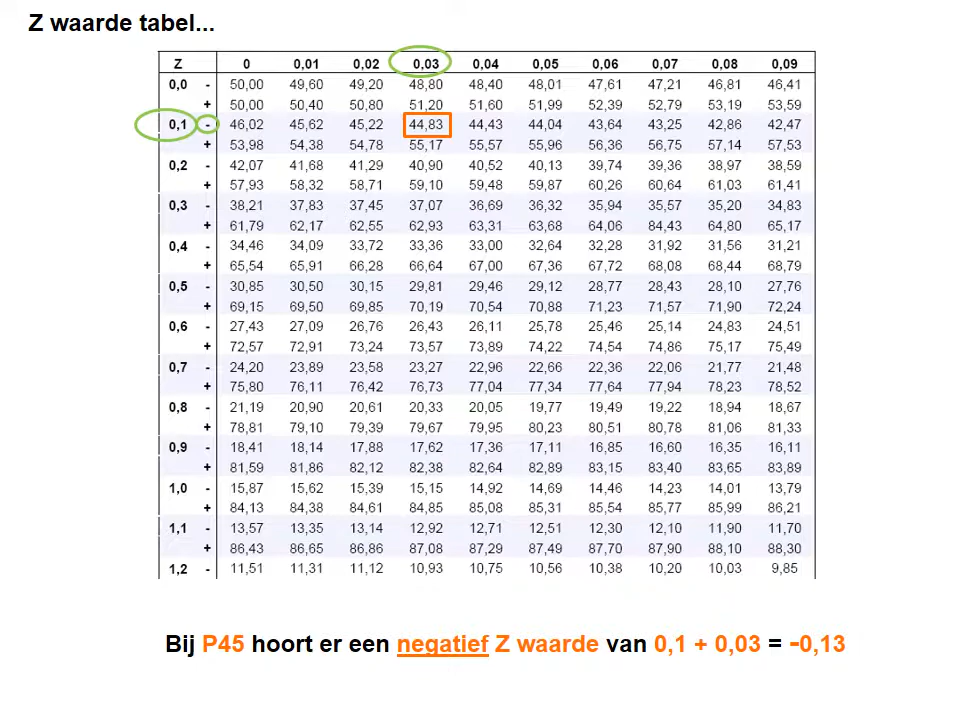 Z waarde tabel...
Z 0 0,01 0,02 0,03 0,04 0,05 0,06 0,07 0,08 0,09
0,0 - 50,00 49,60 49,20 48,80 48,40 48,01 47,61 47,21 46,81 46,41
+ 50,00 50,40 50,80 51,20 51,60 51,99 52,39 52,79 53,19 53,59
0,1 - 46,02 45,62 45,22 44,83 44,43 44,04 43,64 43,25 42,86 42,47
+ 53,98 54,38 54,78 55,17 55,57 55,96 56,36 56,75 57,14 57,53
0,2 - 42,07 41,68 41,29 40,90 40,52 40,13 39,74 39,36 38,97 38,59
+ 57,93 58,32 58,71 59,10 59,48 59,87 60,26 60,64 61,03 61,41
0,3 - 38,21 37,83 37,45 37,07 36,69 36,32 35,94 35,57 35,20 34,83
+ 61,79 62,17 62,55 62,93 63,31 63,68 64,06 84,43 64,80 65,17
0,4 - 34,46 34,09 33,72 33,36 33,00 32,64 32,28 31,92 31,56 31,21
+ 65,54 65,91 66,28 66,64 67,00 67,36 67,72 68,08 68,44 68,79
0,5 - 30,85 30,50 30,15 29,81 29,46 29,12 28,77 28,43 28,10 27,76
+ 69,15 69,50 69,85 70,19 70,54 70,88 71,23 71,57 71,90 72,24
0,6 - 27,43 27,09 26,76 26,43 26,11 25,78 25,46 25,14 24,83 24,51
+ 72,57 72,91 73,24 73,57 73,89 74,22 74,54 74,86 75,17 75,49
0,7 - 24,20 23,89 23,58 23,27 22,96 22,66 22,36 22,06 21,77 21,48
+ 75,80 76,11 76,42 76,73 77,04 77,34 77,64 77,94 78,23 78,52
0,8 - 21,19 20,90 20,61 20,33 20,05 19,77 19,49 19,22 18,94 18,67
+ 78,81 79,10 79,39 79,67 79,95 80,23 80,51 80,78 81,06 81,33
0,9 - 18,41 18,14 17,88 17,62 17,36 17,11 16,85 16,60 16,35 16,11
+ 81,59 81,86 82,12 82,38 82,64 82,89 83,15 83,40 83,65 83,89
1,0 - 15,87 15,62 15,39 15,15 14,92 14,69 14,46 14,23 14,01 13,79
+ 84,13 84,38 84,61 84,85 85,08 85,31 85,54 85,77 85,99 86,21
1,1 - 13,57 13,35 13,14 12,92 12,71 12,51 12,30 12,10 11,90 11,70
+ 86,43 86,65 86,86 87,08 87,29 87,49 87,70 87,90 88,10 88,30
1,2 - 11,51 11,31 11,12 10,93 10,75 10,56 10,38 10,20 10,03 9,85
Bij P45 hoort er een negatief Z waarde van 0,1 + 0,03 = -0,13